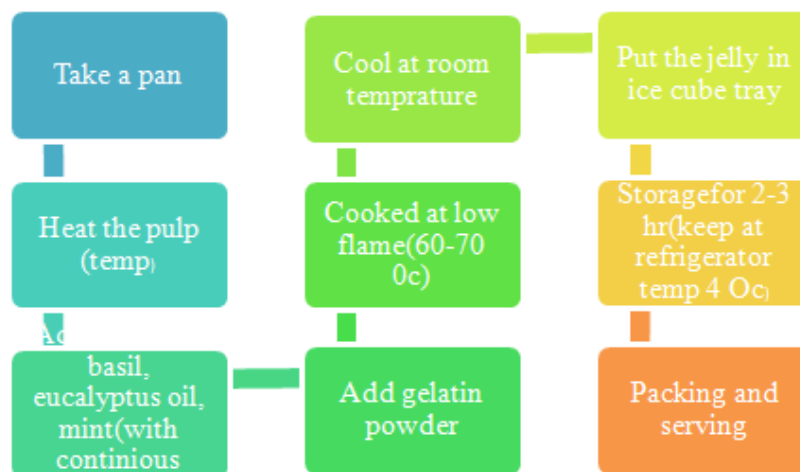 Take a pan
Heat the pulp
(temp)
basil,
eucalyptus oil,
mint(with
continious
Add gelatin
powder
Cooked at low
flame(60-70
0c)
Cool at room
temprature
Put the jelly in
ice cube tray
Storagefor 2-3
hr(keep at
refrigerator
temp 4 Oc)
Packing and
serving